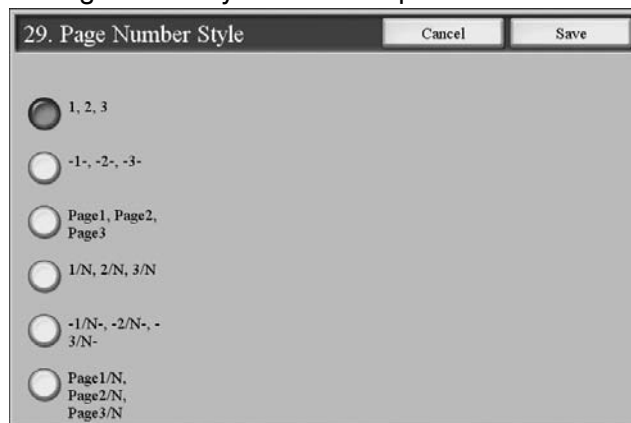 29. Page Number Style
Cancel
Save
1, 2, 3
-1-, -2-, -3-
Page1, Page2,
Page3
1/N, 2/N, 3/N
-1/N-, -2/N-, -
3/N-
Page1/N,
Page2/N,
Page3/N